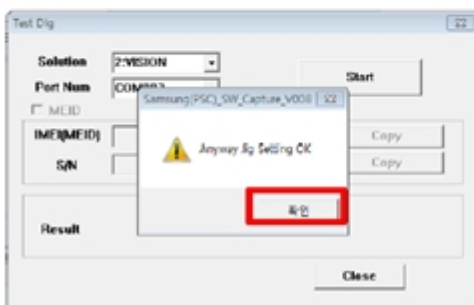 Test Dlg
Solution
2:VISION
Start
Port Num
Samsung(PSC)_SW_Capture_V008
MEID
IMEI(MEID)
Copy
Anyway Jig Setting OK
S/N
Copy
확인
Result
Close